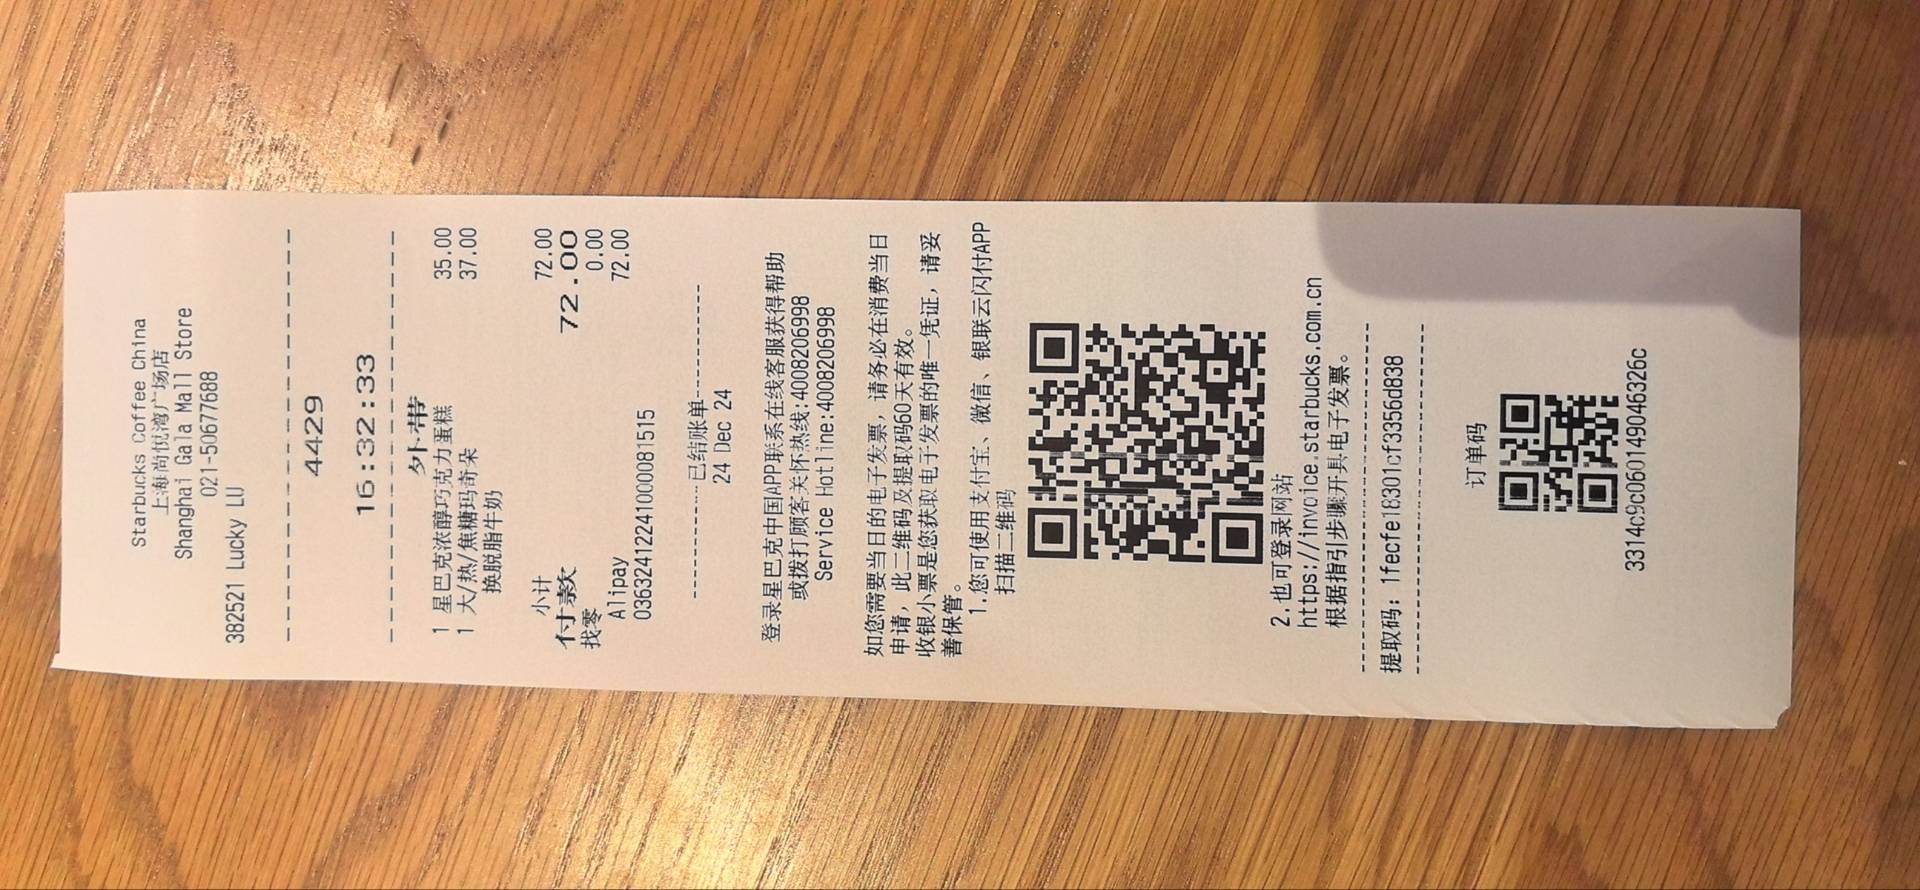 Starbucks Coffee China
上海尚悦湾广场店
Shanghai Gala Mall Store
021-50677688
382521 Lucky LU
4429
16:32:33
外带
1 星巴克浓醇巧克力蛋糕 35.00
1 大/热/焦糖玛奇朵 37.00
换脱脂牛奶
小计 72.00
付款 72.00
找零 0.00
Alipay 72.00
03632412241000081515
已结账单
24 Dec 24
登录星巴克中国APP联系在线客服获得帮助
或拨打顾客关怀热线:4008206998
Service Hotline:4008206998
如您需要当日的电子发票，请务必在消费当日
申请，此二维码及提取码60天有效。
收银小票是您获取电子发票的唯一凭证，请妥
善保管。
1.您可使用支付宝、微信、银联云闪付APP
扫描二维码
2.也可登录网站
https://invoice.starbucks.com.cn
根据指引步骤开具电子发票。
提取码: 1fecfe18301cf3356d838
订单码
3314c9c060149046326c